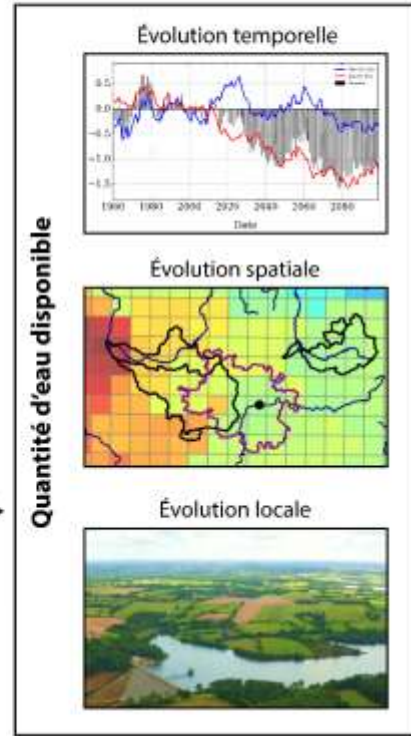 Évolution temporelle
0.5
0.0
−0.5
−1.0
−1.5
1960 1980 2000 2020 2040 2060 2080
Date
Évolution spatiale
Évolution locale
Quantité d'eau disponible